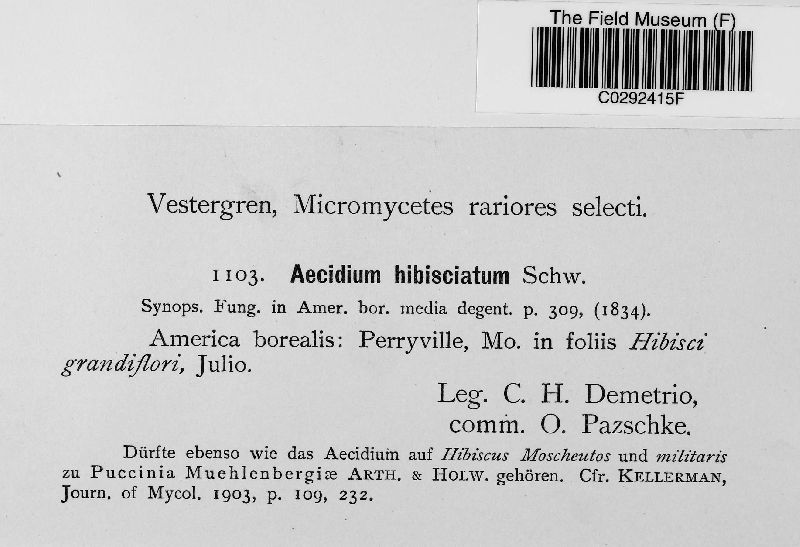 The Field Museum (F)
C0292415F
Vestergren, Micromycetes rariores selecti.
1103. Aecidium hibisciatum Schw.
Synops. Fung. in Amer. bor. media degent. p. 309, (1834).
America borealis: Perryville, Mo. in foliis Hibisci
grandiflori, Julio.
Leg. C. H. Demetrio,
comm. O. Pazschke.
Dürfte ebenso wie das Aecidium auf Hibiscus Moscheutos und militaris
zu Puccinia Muehlenbergiæ ARTH. & HOLW. gehören. Cfr. KELLERMAN,
Journ. of Mycol. 1903, p. 109, 232.